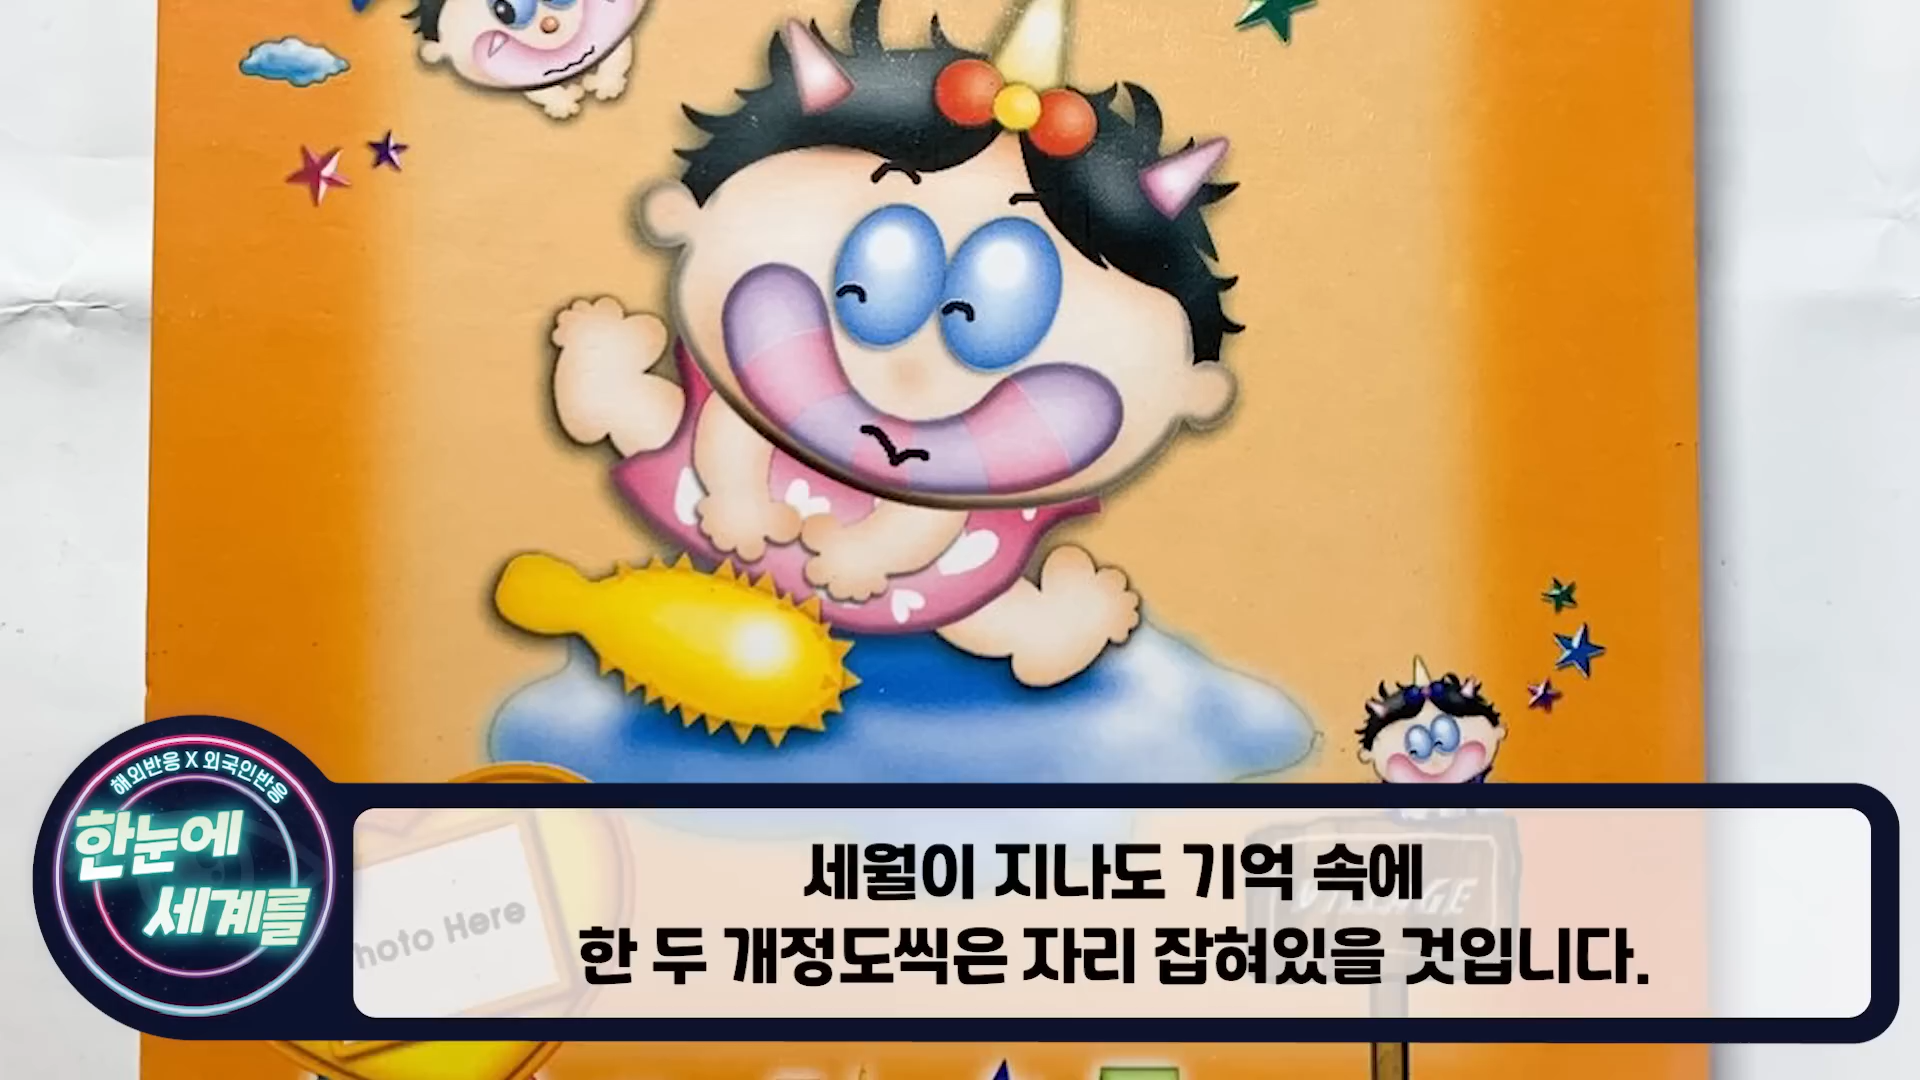 해외반응 X 외국인반응
한눈에
세계를
세월이 지나도 기억 속에
한 두 개정도씩은 자리 잡혀있을 것입니다.
hoto Here